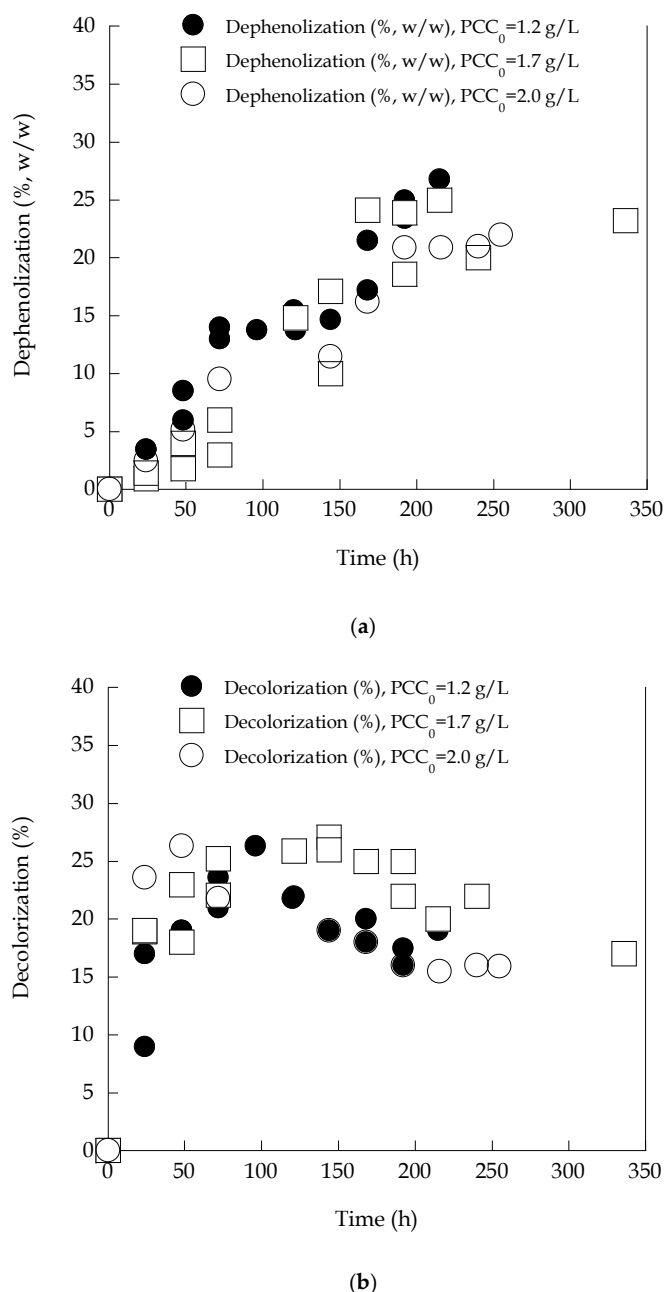 Dephenolization (%, w/w), PCC0=1.2 g/L
Dephenolization (%, w/w), PCC0=1.7 g/L
Dephenolization (%, w/w), PCC0=2.0 g/L
Dephenolization (%, w/w)
40
35
30
25
20
15
10
5
0
0 50 100 150 200 250 300 350
Time (h)
(a)
Decolorization (%), PCC0=1.2 g/L
Decolorization (%), PCC0=1.7 g/L
Decolorization (%), PCC0=2.0 g/L
Decolorization (%)
40
35
30
25
20
15
10
5
0
0 50 100 150 200 250 300 350
Time (h)
(b)